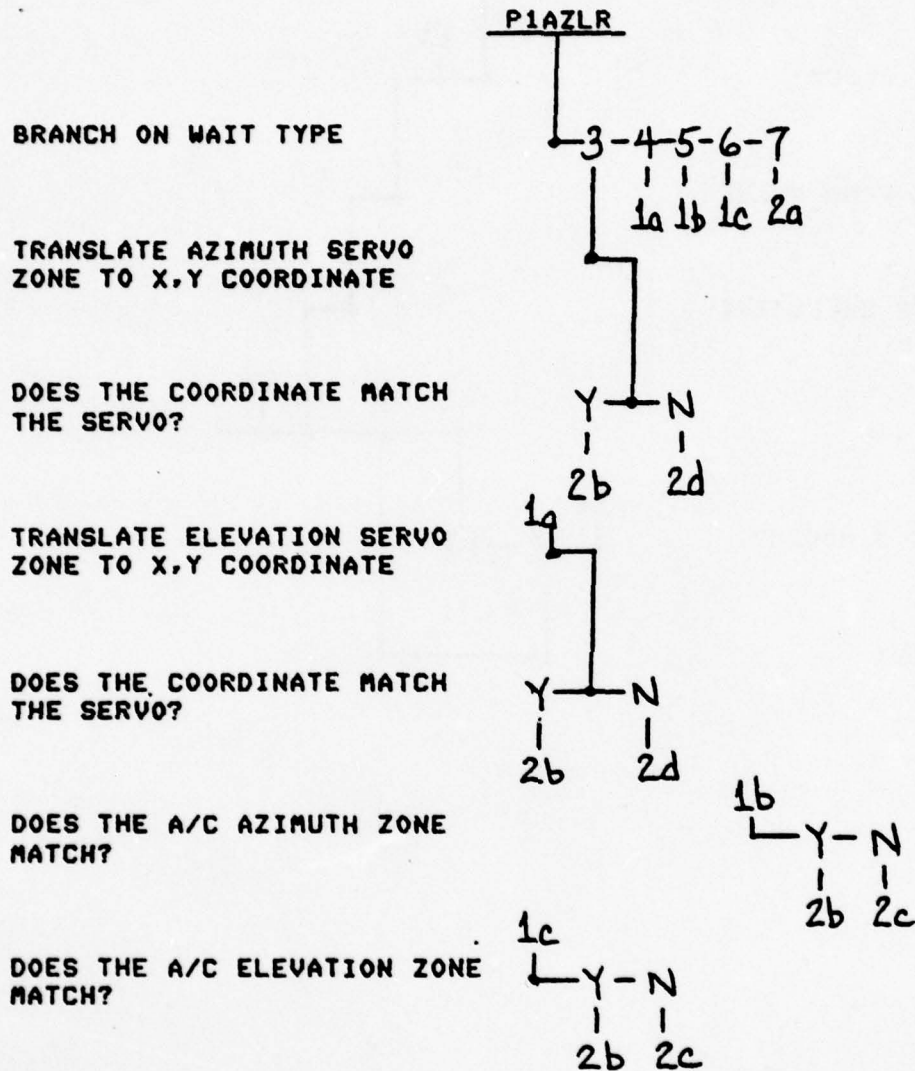 P1AZLR
BRANCH ON WAIT TYPE
3-4-5-6-7
1a 1b 1c 2a
TRANSLATE AZIMUTH SERVO
ZONE TO X,Y COORDINATE
DOES THE COORDINATE MATCH
THE SERVO?
Y N
2b 2d
1a
TRANSLATE ELEVATION SERVO
ZONE TO X,Y COORDINATE
DOES THE COORDINATE MATCH
THE SERVO?
Y N
2b 2d
1b
DOES THE A/C AZIMUTH ZONE
MATCH?
Y-N
2b 2c
1c
DOES THE A/C ELEVATION ZONE
MATCH?
Y-N
2b 2c